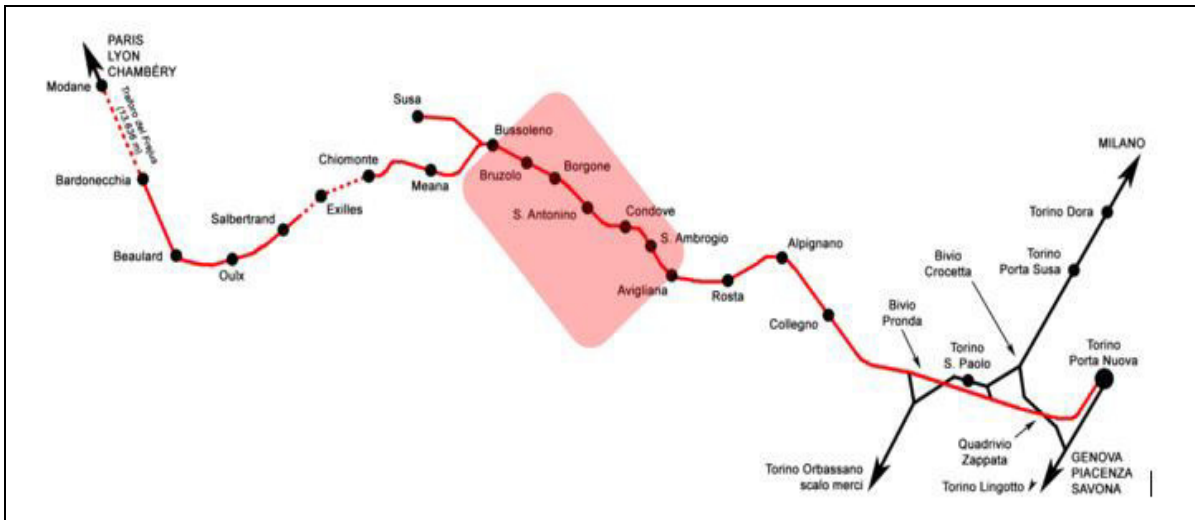 PARIS
LYON
CHAMBÉRY
Modane
Traforo del Frejus
(13.636 m)
Bardonecchia
Beaulard
Oulx
Salbertrand
Exilles
Chiomonte
Meana
Susa
Bussoleno
Bruzolo
Borgone
S. Antonino
Condove
S. Ambrogio
Avigliana
Rosta
Alpignano
Collegno
Bivio
Pronda
Torino
S. Paolo
Bivio
Crocetta
MILANO
Torino Dora
Torino
Porta Susa
Torino
Porta Nuova
Quadrivio
Zappata
Torino Orbassano
scalo merci
Torino Lingotto
GENOVA
PIACENZA
SAVONA